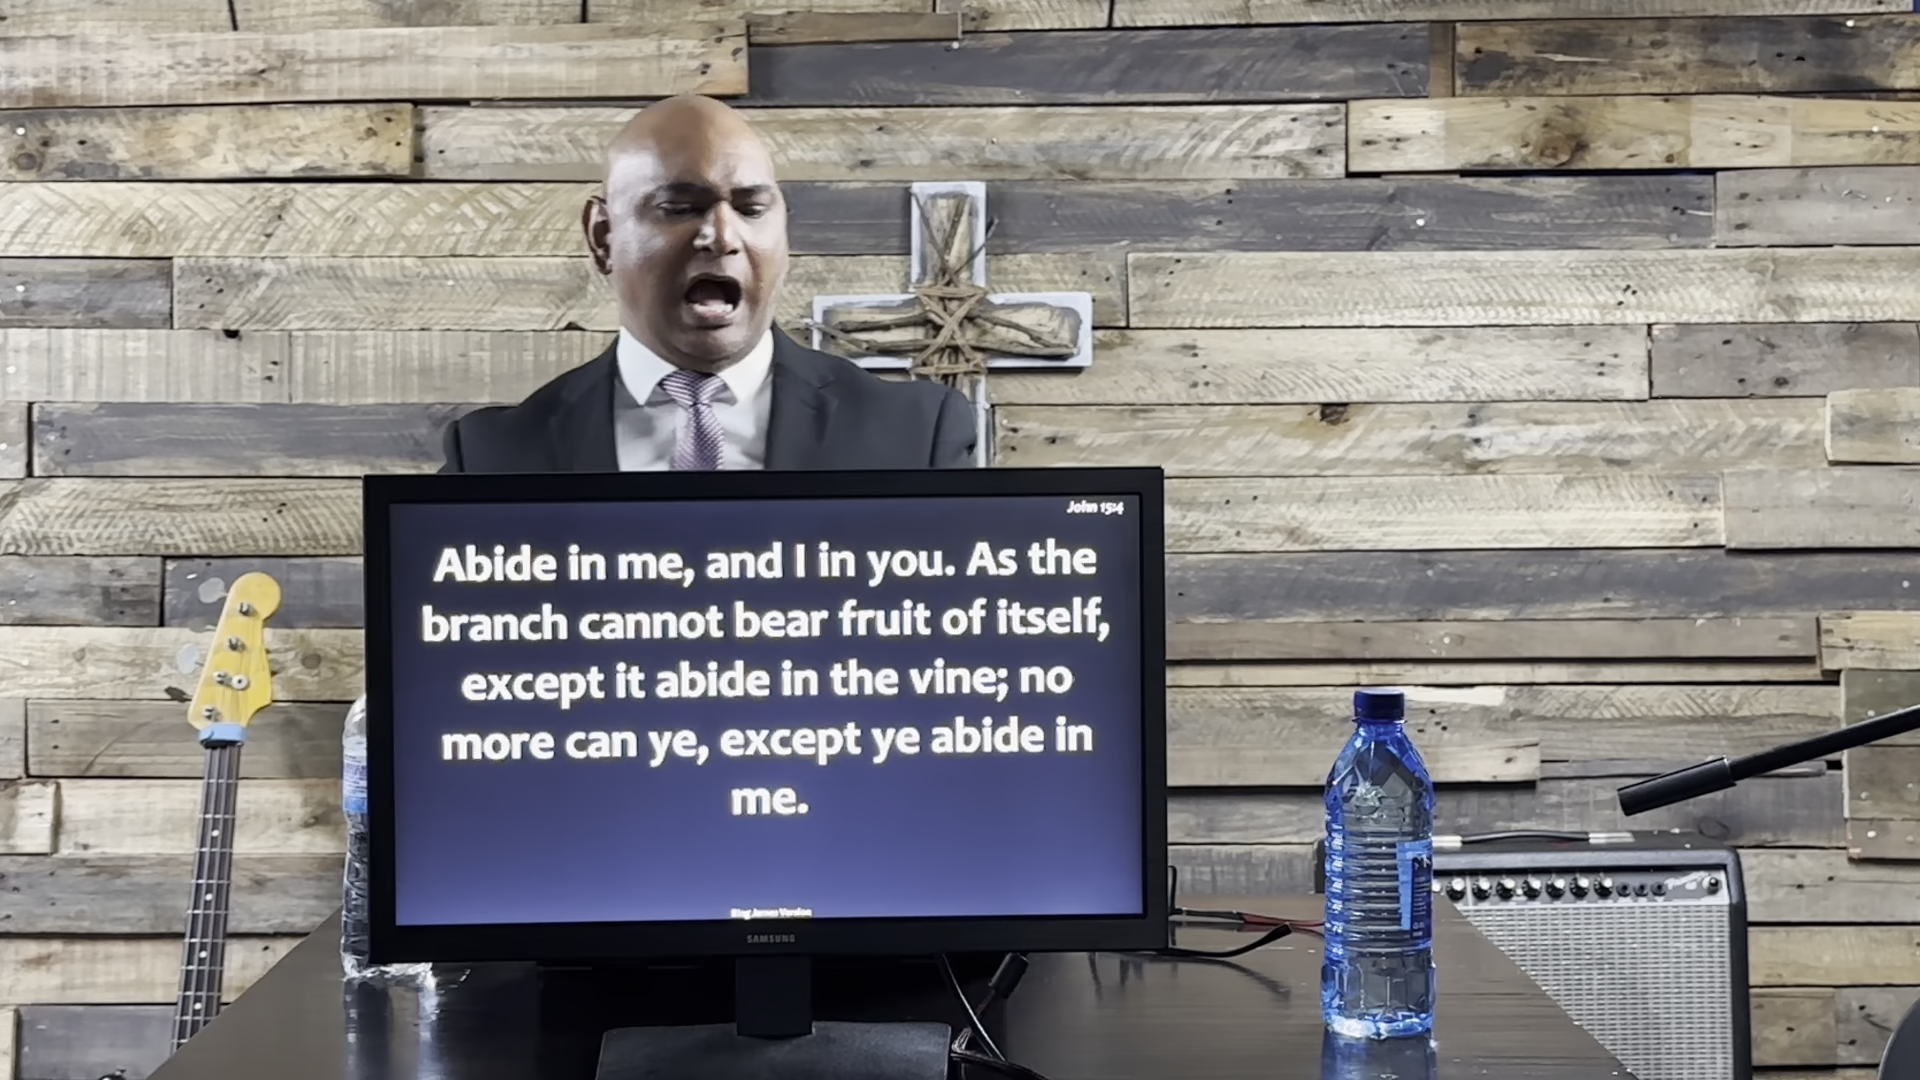 John 15:4
Abide in me, and I in you. As the
branch cannot bear fruit of itself,
except it abide in the vine; no
more can ye, except ye abide in
me.
King James Version
SAMSUNG